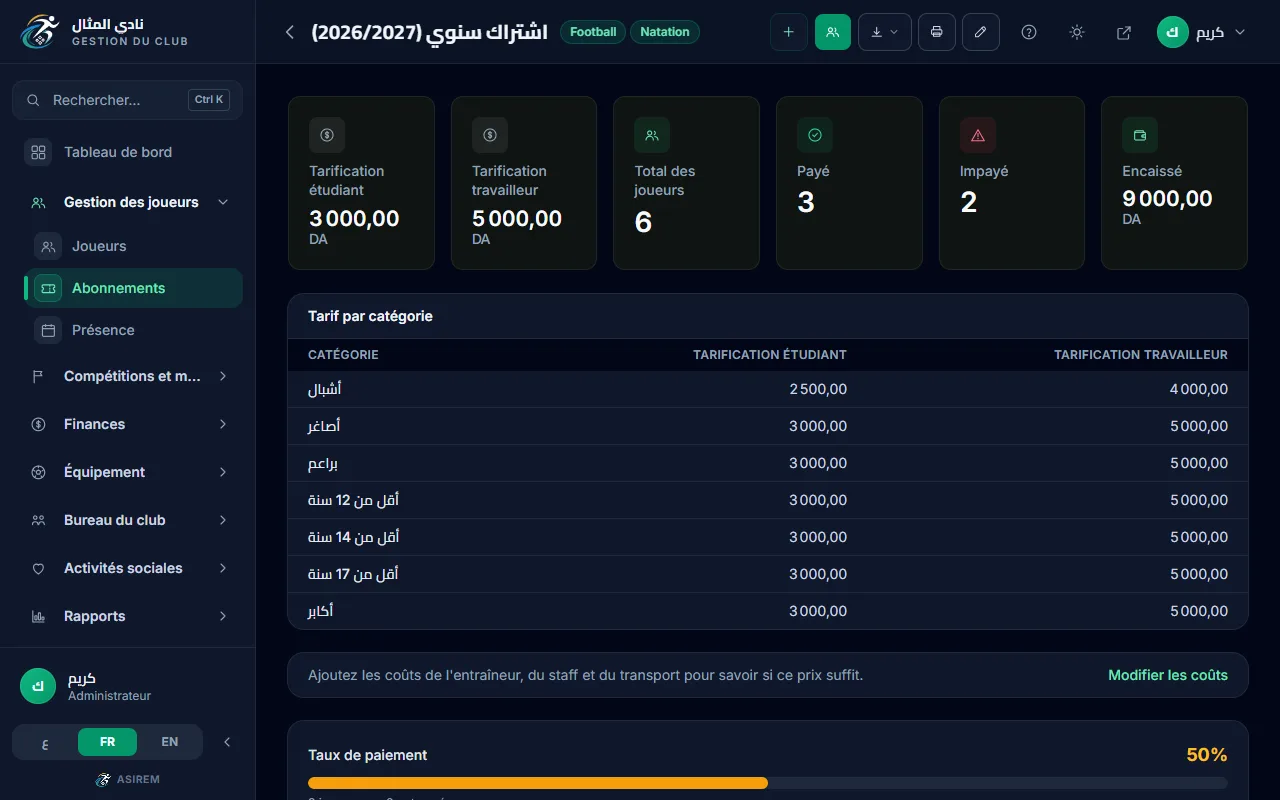 نادي المثال
GESTION DU CLUB
Rechercher...
Ctrl K
Tableau de bord
Gestion des joueurs
Joueurs
Abonnements
Présence
Compétitions et m...
Finances
Équipement
Bureau du club
Activités sociales
Rapports
ك
كريم
Administrateur
ع
FR
EN
ASIREM
اشتراك سنوي (2026/2027)
Football
Natation
ك
كريم
Tarification étudiant
3 000,00
DA
Tarification travailleur
5 000,00
DA
Total des joueurs
6
Payé
3
Impayé
2
Encaissé
9 000,00
DA
Tarif par catégorie
CATÉGORIE TARIFICATION ÉTUDIANT TARIFICATION TRAVAILLEUR
أشبال 2 500,00 4 000,00
أصاغر 3 000,00 5 000,00
براعم 3 000,00 5 000,00
أقل من 12 سنة 3 000,00 5 000,00
أقل من 14 سنة 3 000,00 5 000,00
أقل من 17 سنة 3 000,00 5 000,00
أكابر 3 000,00 5 000,00
Ajoutez les coûts de l'entraîneur, du staff et du transport pour savoir si ce prix suffit.
Modifier les coûts
Taux de paiement
50%